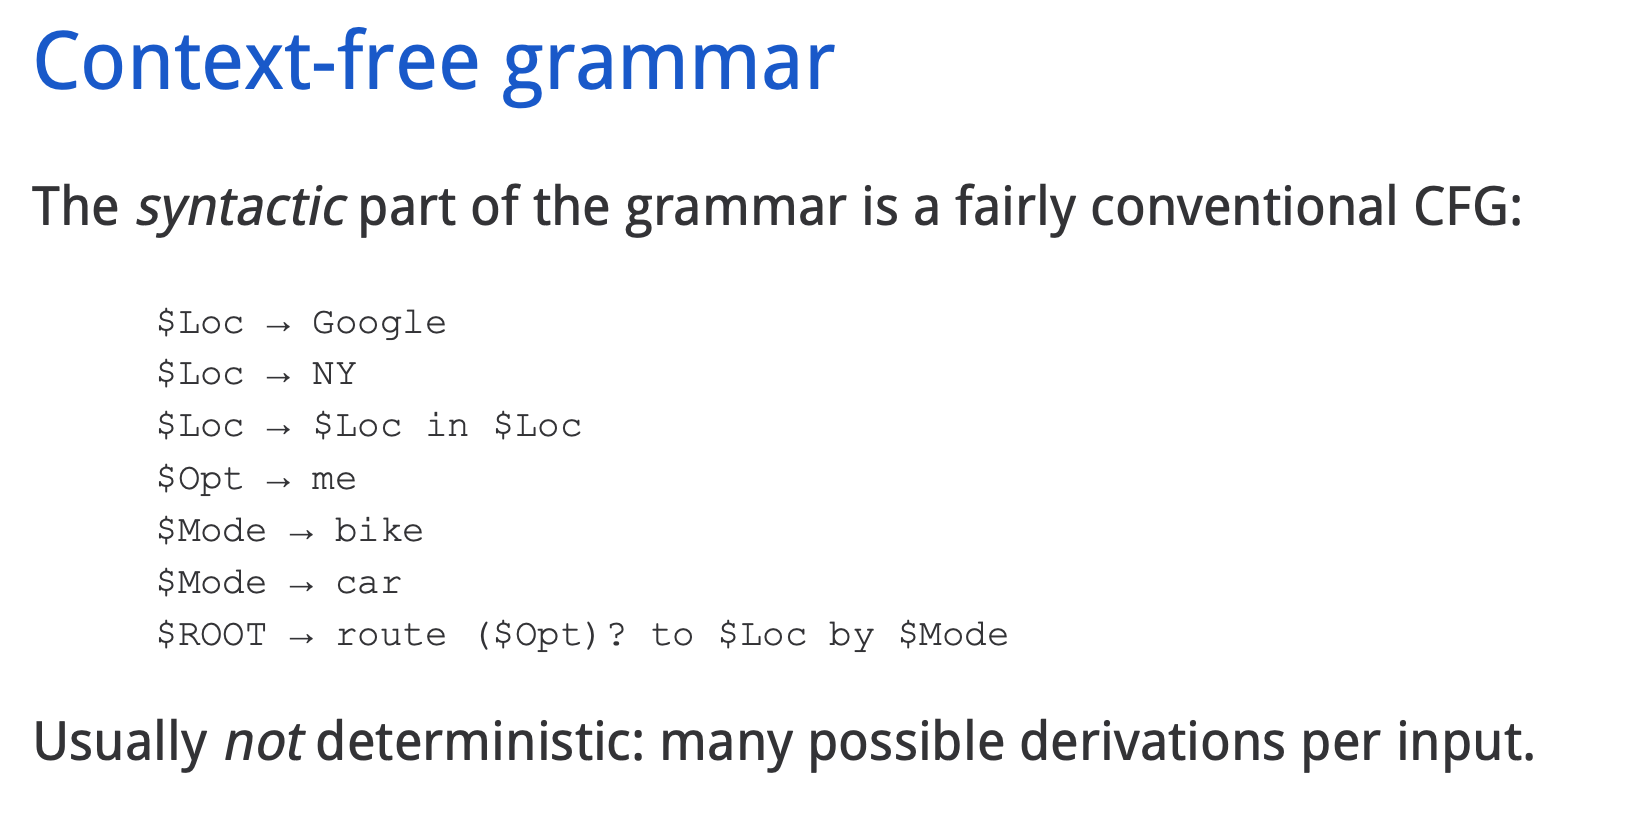 Context-free grammar
The syntactic part of the grammar is a fairly conventional CFG:
$Loc → Google
$Loc → NY
$Loc → $Loc in $Loc
$Opt → me
$Mode → bike
$Mode → car
$ROOT → route ($Opt)? to $Loc by $Mode
Usually not deterministic: many possible derivations per input.